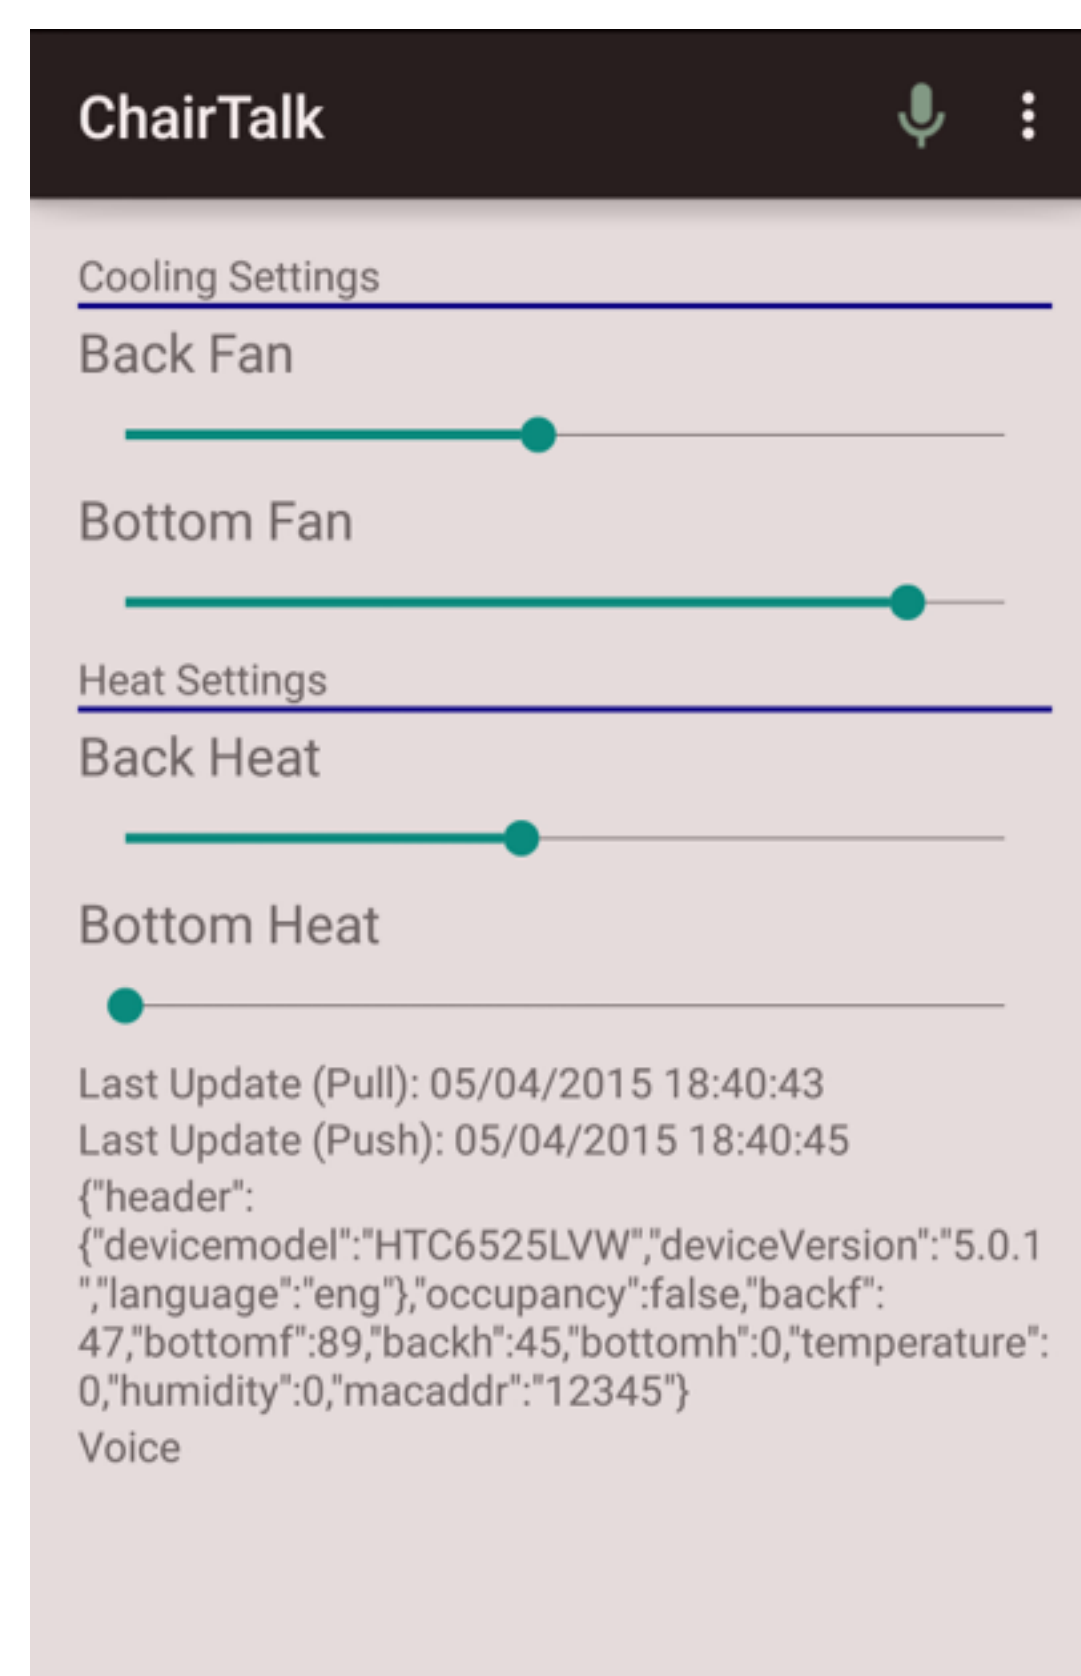 ChairTalk
Cooling Settings
Back Fan
Bottom Fan
Heat Settings
Back Heat
Bottom Heat
Last Update (Pull): 05/04/2015 18:40:43
Last Update (Push): 05/04/2015 18:40:45
{"header":
{"devicemodel":"HTC6525LVW","deviceVersion":"5.0.1
","language":"eng"},"occupancy":false,"backf":
47,"bottomf":89,"backh":45,"bottomh":0,"temperature":
0,"humidity":0,"macaddr":"12345"}
Voice